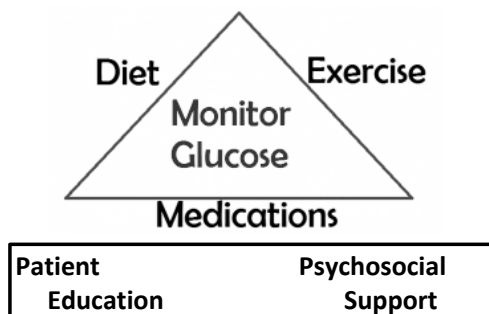 Diet
Exercise
Monitor
Glucose
Medications
Patient
Education
Psychosocial
Support